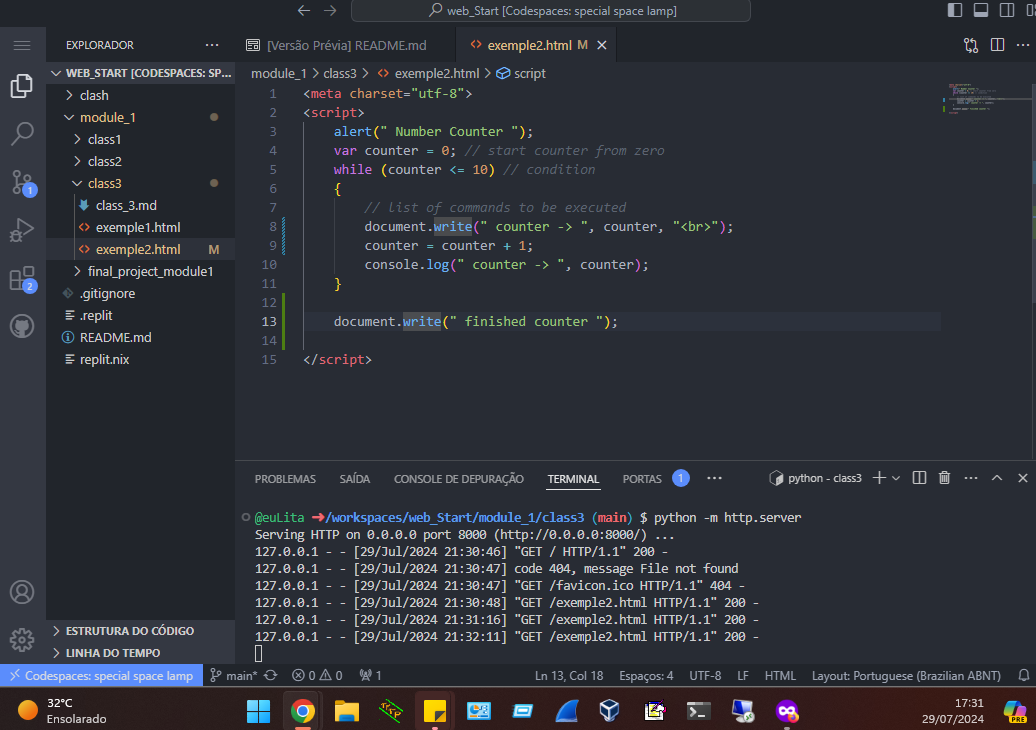 web_Start [Codespaces: special space lamp]
EXPLORADOR
[Versão Prévia] README.md
exemple2.html M
WEB_START [CODESPACES: SP...
clash
module_1
class1
class2
class3
class_3.md
exemple1.html
exemple2.html M
final_project_module1
.gitignore
.replit
README.md
replit.nix
1
2
module_1 > class3 > exemple2.html > script
1 <meta charset="utf-8">
2 <script>
3 alert(" Number Counter ");
4 var counter = 0; // start counter from zero
5 while (counter <= 10) // condition
6 {
7 // list of commands to be executed
8 document.write(" counter -> ", counter, "<br>");
9 counter = counter + 1;
10 console.log(" counter -> ", counter);
11 }
12
13 document.write(" finished counter ");
14
15 </script>
PROBLEMAS SAÍDA CONSOLE DE DEPURAÇÃO TERMINAL PORTAS 1 python - class3
@euLita ➜/workspaces/web_Start/module_1/class3 (main) $ python -m http.server
Serving HTTP on 0.0.0.0 port 8000 (http://0.0.0.0:8000/) ...
127.0.0.1 - - [29/Jul/2024 21:30:46] "GET / HTTP/1.1" 200 -
127.0.0.1 - - [29/Jul/2024 21:30:47] code 404, message File not found
127.0.0.1 - - [29/Jul/2024 21:30:47] "GET /favicon.ico HTTP/1.1" 404 -
127.0.0.1 - - [29/Jul/2024 21:30:48] "GET /exemple2.html HTTP/1.1" 200 -
127.0.0.1 - - [29/Jul/2024 21:31:16] "GET /exemple2.html HTTP/1.1" 200 -
127.0.0.1 - - [29/Jul/2024 21:32:11] "GET /exemple2.html HTTP/1.1" 200 -
ESTRUTURA DO CÓDIGO
LINHA DO TEMPO
Codespaces: special space lamp main* 0 0 1 Ln 13, Col 18 Espaços: 4 UTF-8 LF HTML Layout: Portuguese (Brazilian ABNT)
32°C
Ensolarado
17:31
29/07/2024
PRE